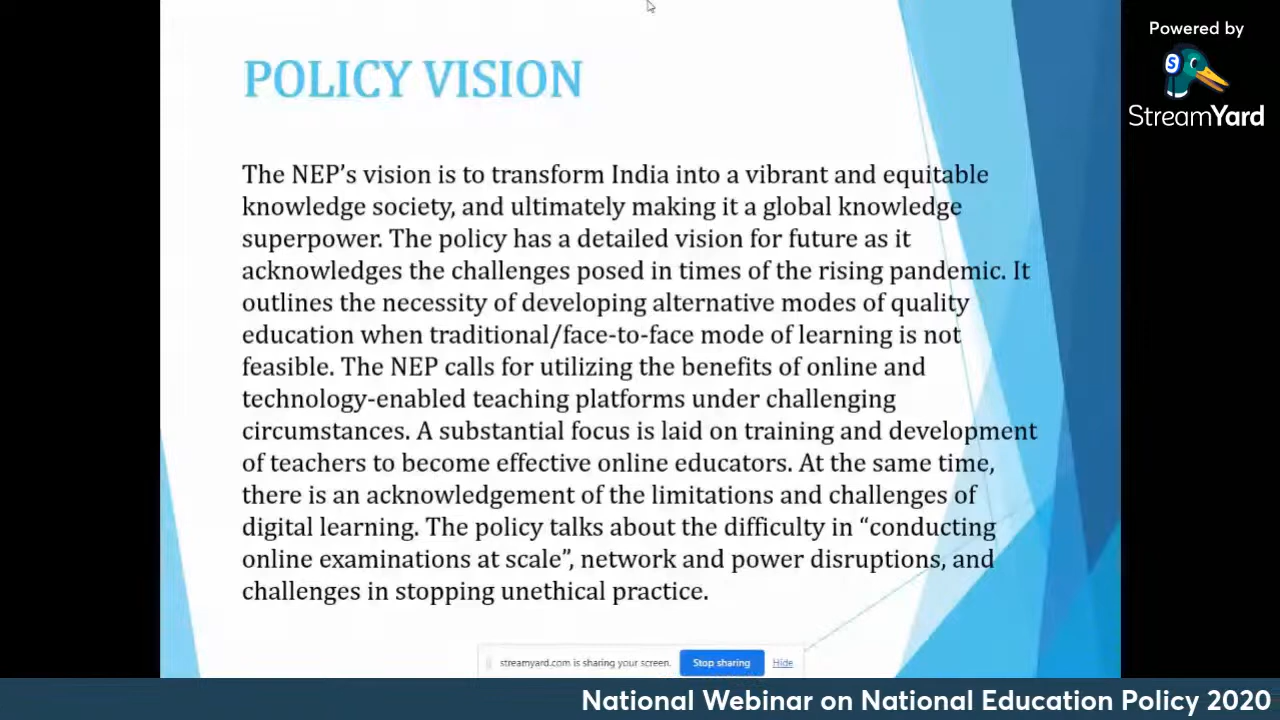 Powered by
S
StreamYard
POLICY VISION
The NEP’s vision is to transform India into a vibrant and equitable
knowledge society, and ultimately making it a global knowledge
superpower. The policy has a detailed vision for future as it
acknowledges the challenges posed in times of the rising pandemic. It
outlines the necessity of developing alternative modes of quality
education when traditional/face-to-face mode of learning is not
feasible. The NEP calls for utilizing the benefits of online and
technology-enabled teaching platforms under challenging
circumstances. A substantial focus is laid on training and development
of teachers to become effective online educators. At the same time,
there is an acknowledgement of the limitations and challenges of
digital learning. The policy talks about the difficulty in “conducting
online examinations at scale”, network and power disruptions, and
challenges in stopping unethical practice.
streamyard.com is sharing your screen. Stop sharing Hide
National Webinar on National Education Policy 2020